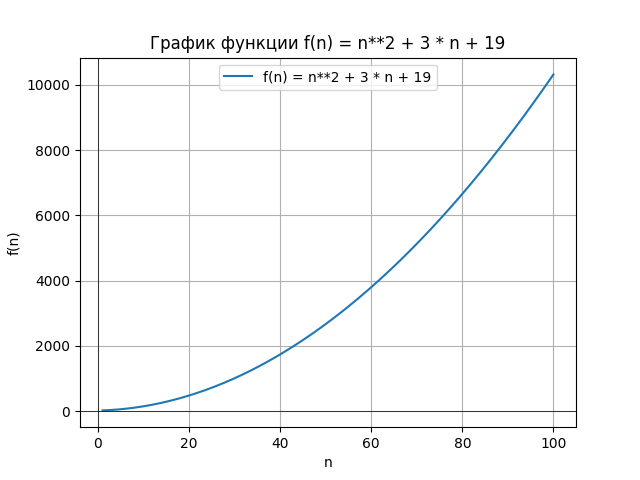 График функции f(n) = n**2 + 3 * n + 19
f(n) = n**2 + 3 * n + 19
10000
8000
6000
4000
2000
0
f(n)
0 20 40 60 80 100
n